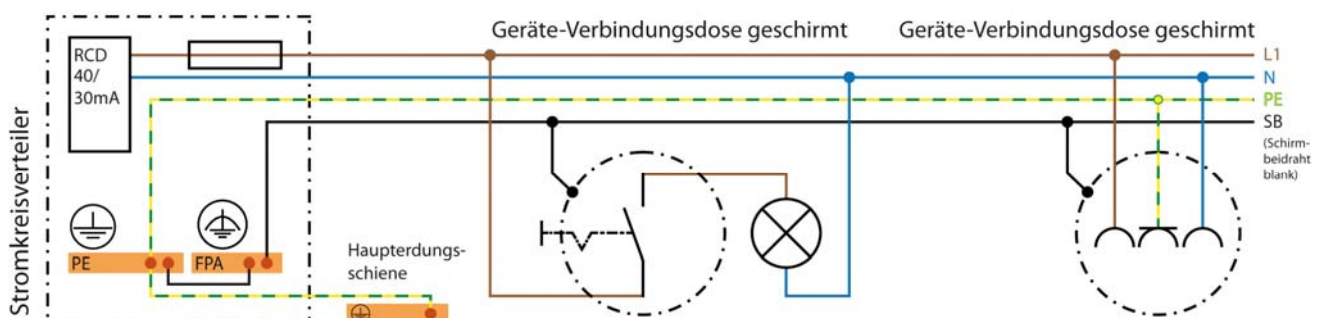 Geräte-Verbindungsdose geschirmt
Geräte-Verbindungsdose geschirmt
RCD
40/
30mA
L1
N
PE
SB
(Schirm-
beidraht
blank)
Stromkreisverteiler
PE
FPA
Haupterdungs-
schiene